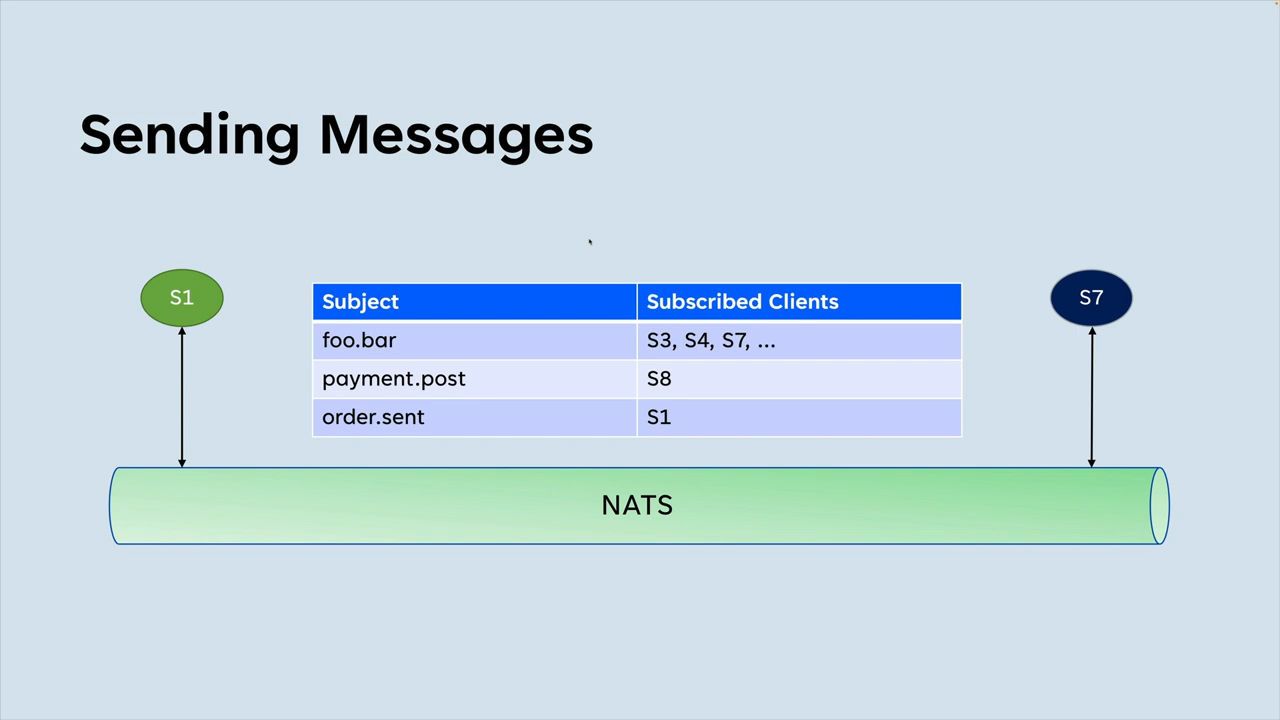 Sending Messages
S1
S7
Subject Subscribed Clients
foo.bar S3, S4, S7, ...
payment.post S8
order.sent S1
NATS